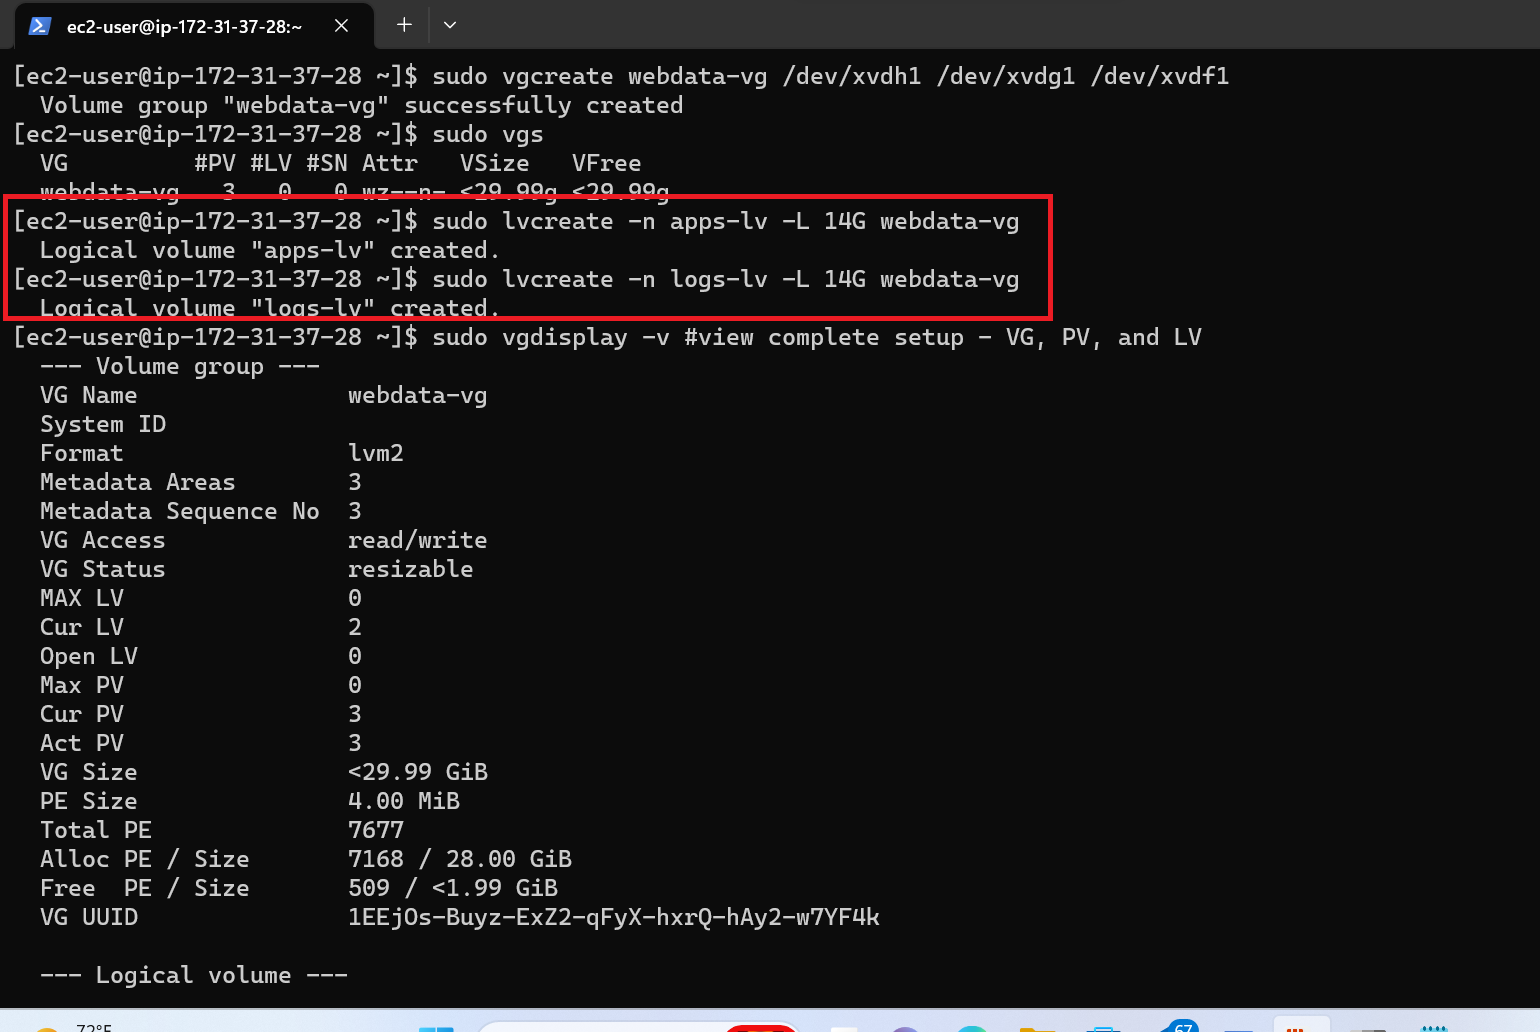 ec2-user@ip-172-31-37-28:~
[ec2-user@ip-172-31-37-28 ~]$ sudo vgcreate webdata-vg /dev/xvdh1 /dev/xvdg1 /dev/xvdf1
  Volume group "webdata-vg" successfully created
[ec2-user@ip-172-31-37-28 ~]$ sudo vgs
  VG         #PV #LV #SN Attr   VSize   VFree
  webdata-vg   3   0   0 wz--n- <29.99g <29.99g
[ec2-user@ip-172-31-37-28 ~]$ sudo lvcreate -n apps-lv -L 14G webdata-vg
  Logical volume "apps-lv" created.
[ec2-user@ip-172-31-37-28 ~]$ sudo lvcreate -n logs-lv -L 14G webdata-vg
  Logical volume "logs-lv" created.
[ec2-user@ip-172-31-37-28 ~]$ sudo vgdisplay -v #view complete setup - VG, PV, and LV
  --- Volume group ---
  VG Name               webdata-vg
  System ID
  Format                lvm2
  Metadata Areas        3
  Metadata Sequence No  3
  VG Access             read/write
  VG Status             resizable
  MAX LV                0
  Cur LV                2
  Open LV               0
  Max PV                0
  Cur PV                3
  Act PV                3
  VG Size               <29.99 GiB
  PE Size               4.00 MiB
  Total PE              7677
  Alloc PE / Size       7168 / 28.00 GiB
  Free  PE / Size       509 / <1.99 GiB
  VG UUID               1EEjOs-Buyz-ExZ2-qFyX-hxrQ-hAy2-w7YF4k
  --- Logical volume ---
72°F
67